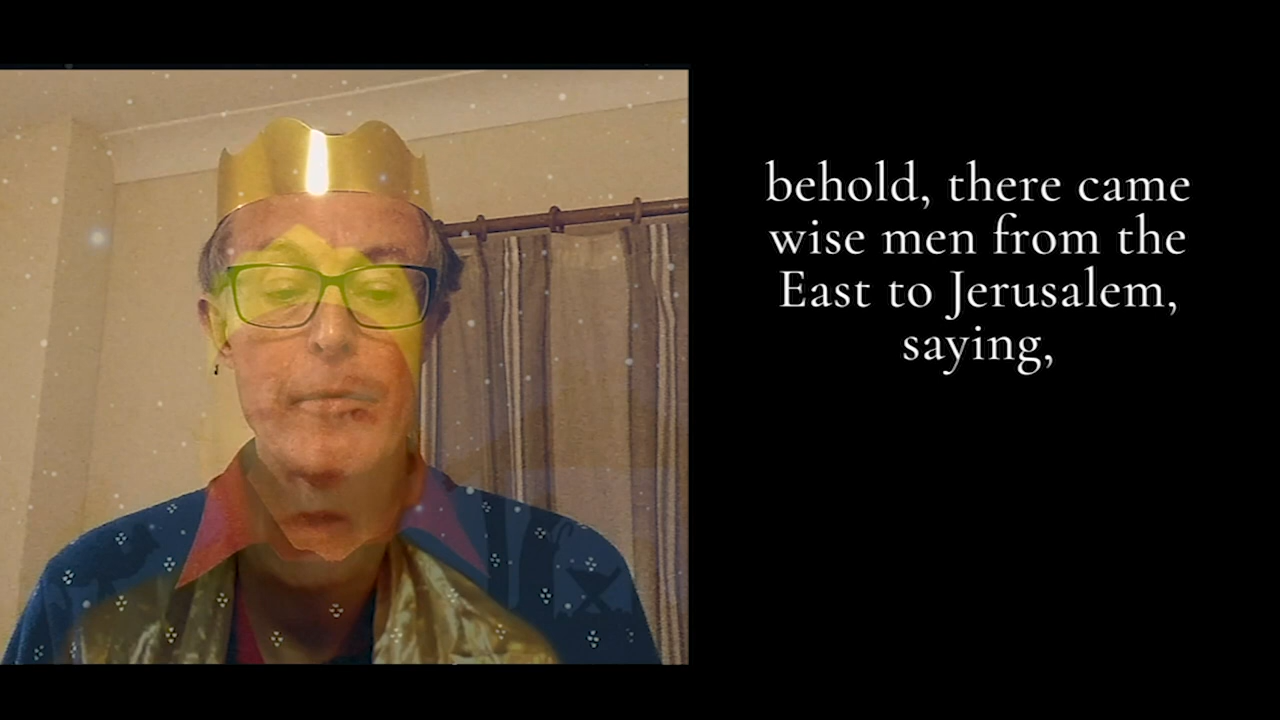 behold, there came
wise men from the
East to Jerusalem,
saying,